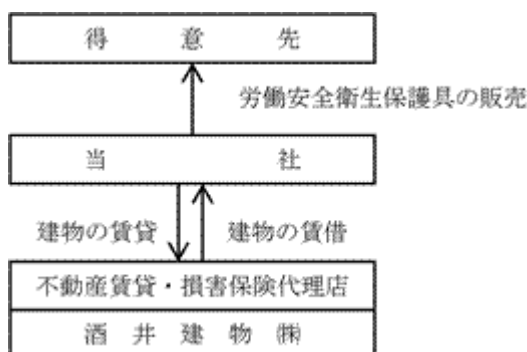 得意先
労働安全衛生保護具の販売
当社
建物の賃貸
建物の賃借
不動産賃貸・損害保険代理店
酒井建物㈱